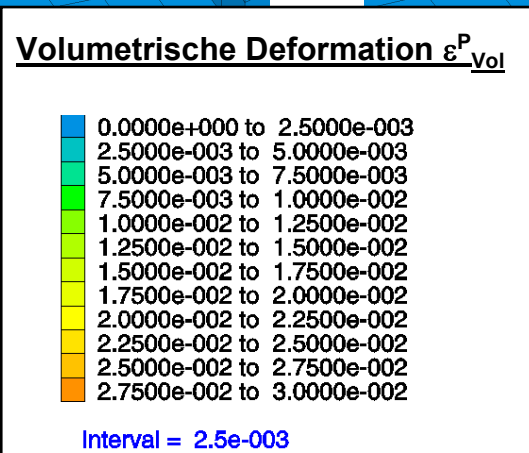 Volumetrische Deformation εᴾVol
0.0000e+000 to 2.5000e-003
2.5000e-003 to 5.0000e-003
5.0000e-003 to 7.5000e-003
7.5000e-003 to 1.0000e-002
1.0000e-002 to 1.2500e-002
1.2500e-002 to 1.5000e-002
1.5000e-002 to 1.7500e-002
1.7500e-002 to 2.0000e-002
2.0000e-002 to 2.2500e-002
2.2500e-002 to 2.5000e-002
2.5000e-002 to 2.7500e-002
2.7500e-002 to 3.0000e-002
Interval = 2.5e-003